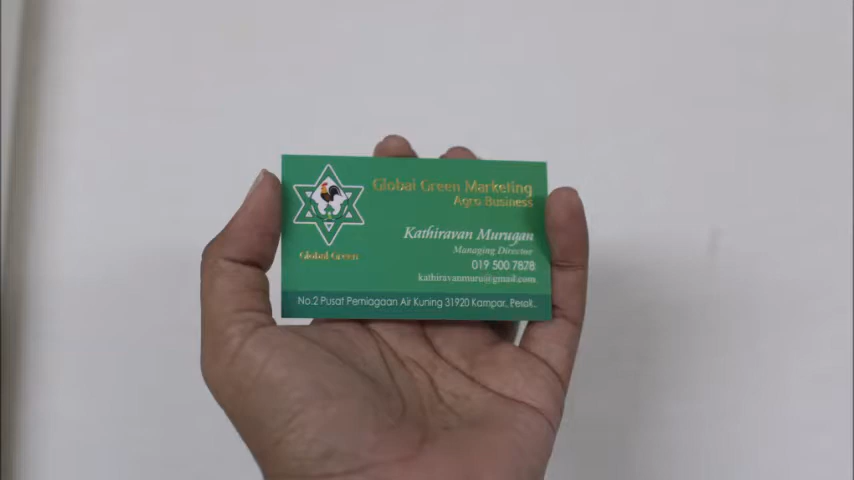 Global Green Marketing
Agro Business
Kathiravan Murugan
Managing Director
019 500 7878
kathiravanmuru@gmail.com
Global Green
No.2 Pusat Perniagaan Air Kuning 31920 Kampar, Perak.